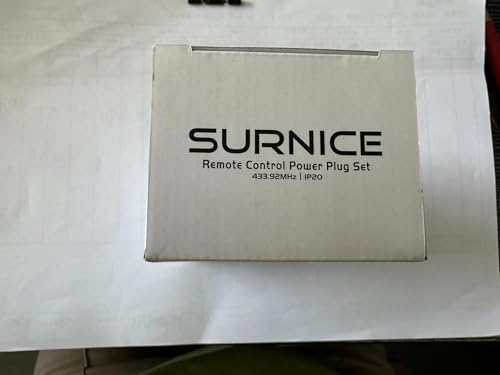 SURNICE
Remote Control Power Plug Set
433.92MHz | IP20